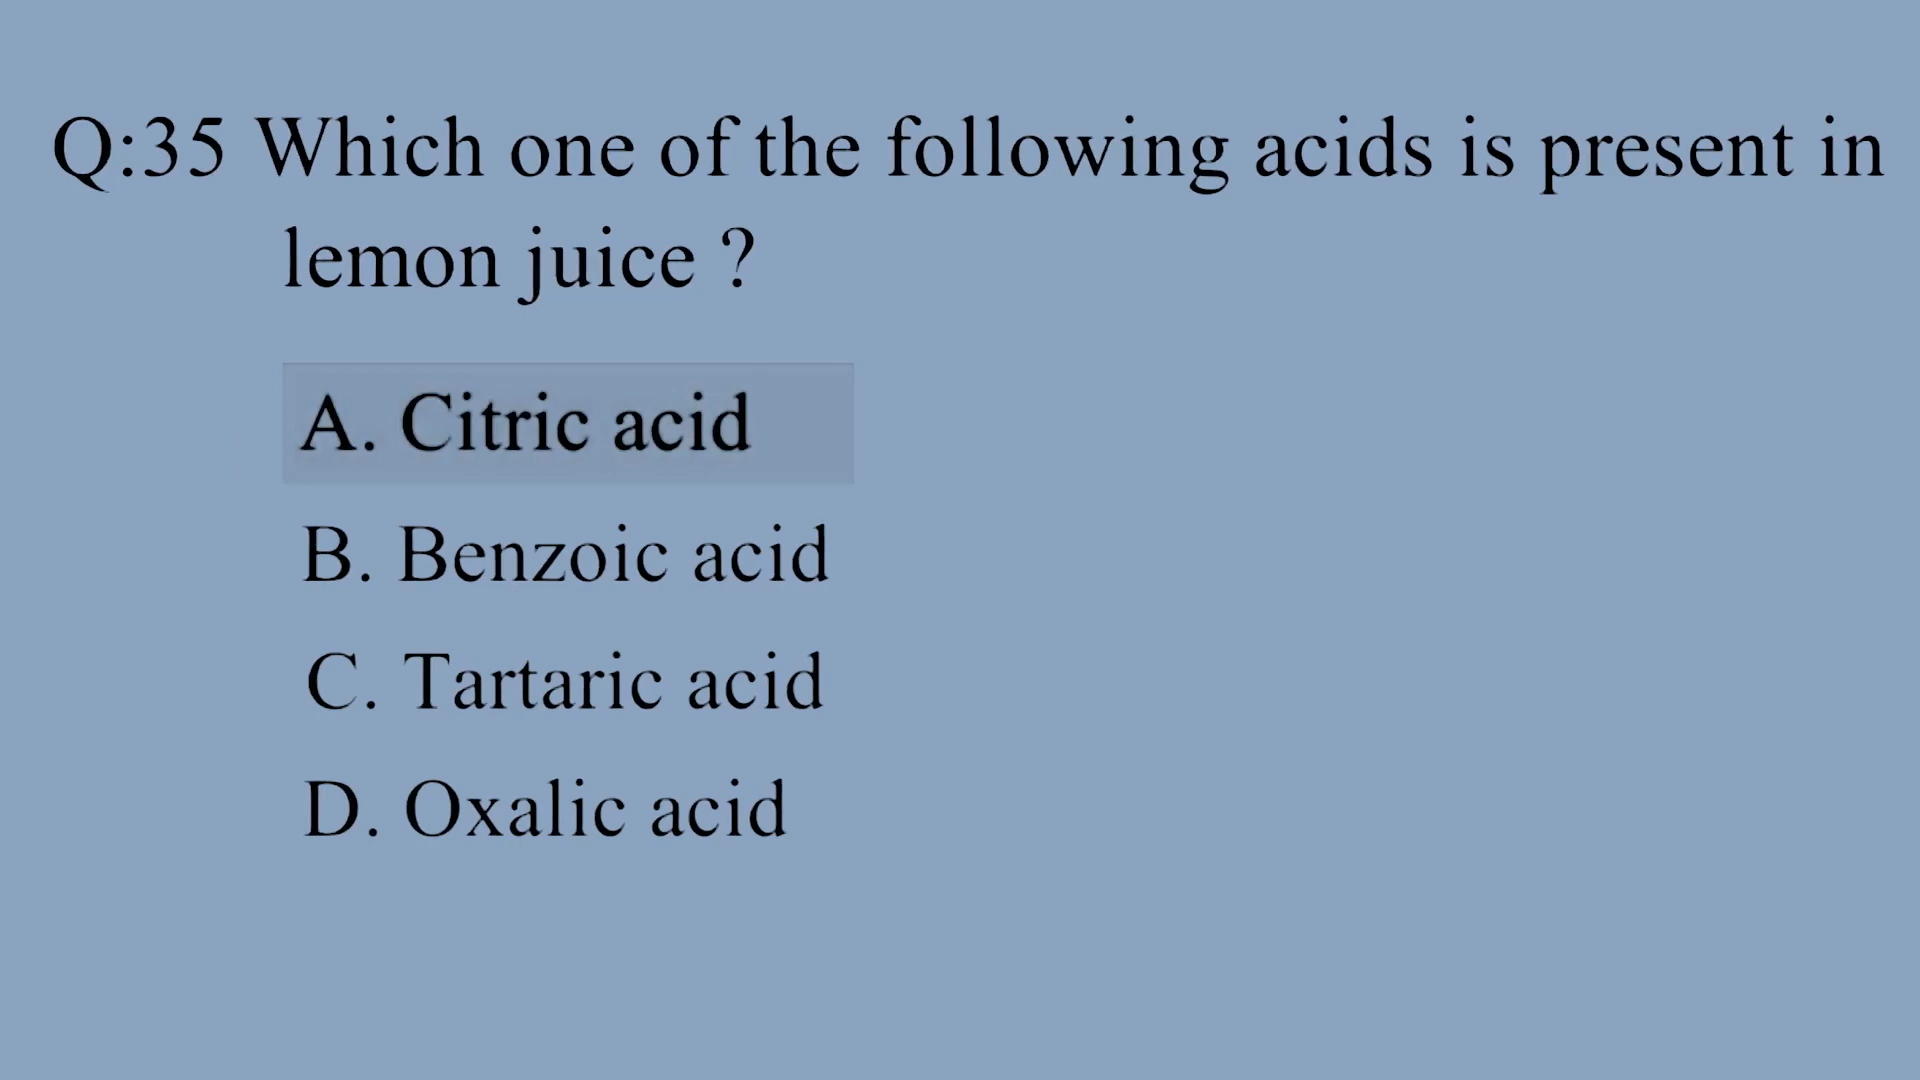 Q:35 Which one of the following acids is present in
lemon juice ?
A. Citric acid
B. Benzoic acid
C. Tartaric acid
D. Oxalic acid